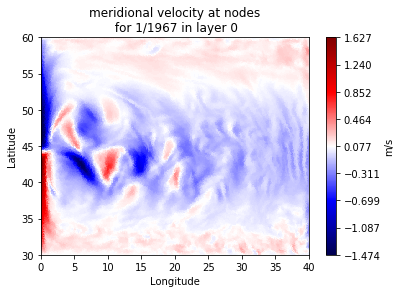 meridional velocity at nodes
for 1/1967 in layer 0
60
55
50
45
40
35
30
Latitude
0 5 10 15 20 25 30 35 40
Longitude
1.627
1.240
0.852
0.464
0.077
−0.311
−0.699
−1.087
−1.474
m/s